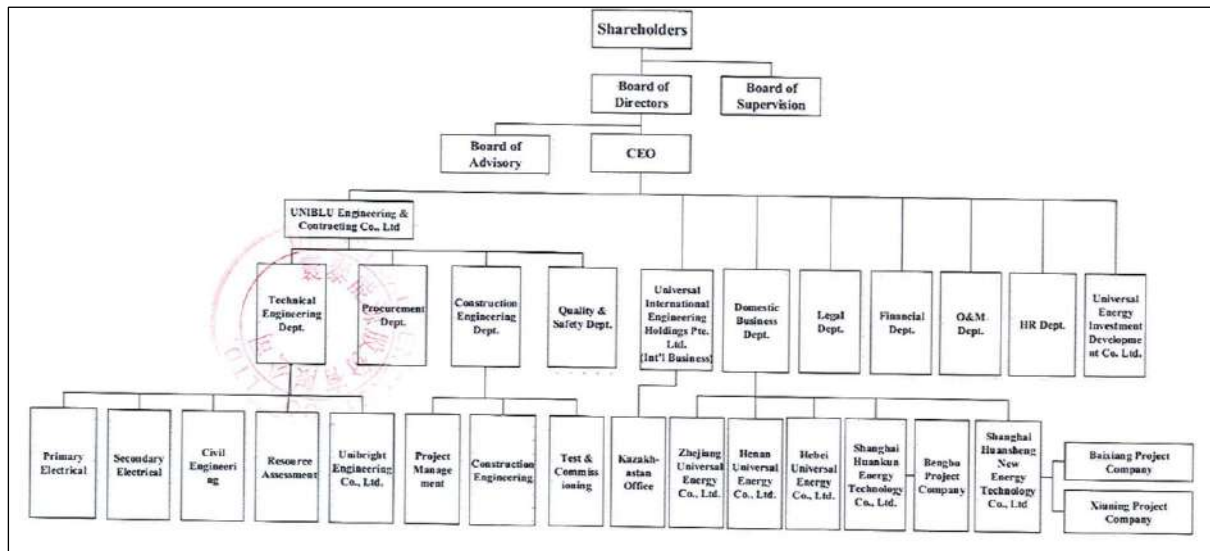 Shareholders
Board of
Directors
Board of
Supervision
Board of
Advisory
CEO
UNIBLU Engineering &
Contracting Co., Ltd
Technical
Engineering
Dept.
Procurement
Dept.
Construction
Engineering
Dept.
Quality &
Safety Dept.
Universal
International
Engineering
Holdings Pte.
Ltd.
(Int'l Business)
Domestic
Business
Dept.
Legal
Dept.
Financial
Dept.
O&M
Dept.
HR Dept.
Universal
Energy
Investment
Developme
nt Co. Ltd.
Primary
Electrical
Secondary
Electrical
Civil
Engineeri
ng
Resource
Assessment
Unibright
Engineering
Co., Ltd.
Project
Manage
ment
Construction
Engineering
Test &
Commiss
ioning
Kazakh-
astan
Office
Zhejiang
Universal
Energy
Co., Ltd.
Henan
Universal
Energy
Co., Ltd.
Hebei
Universal
Energy
Co., Ltd.
Shanghai
Huankun
Energy
Technology
Co., Ltd.
Bengbu
Project
Company
Shanghai
Huansheng
New
Energy
Technology
Co., Ltd
Baixiang Project
Company
Xiuning Project
Company